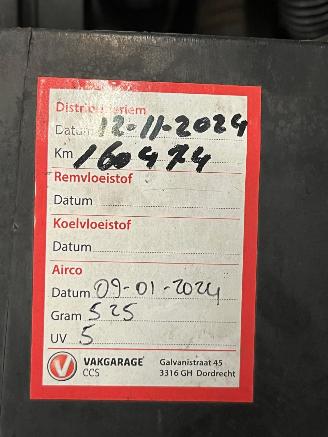 Distributieriem
Datum 12-11-2024
Km 160474
Remvloeistof
Datum
Koelvloeistof
Datum
Airco
Datum 09-01-2024
Gram 525
UV 5
V VAKGARAGE Galvanistraat 45
CCS 3316 GH Dordrecht